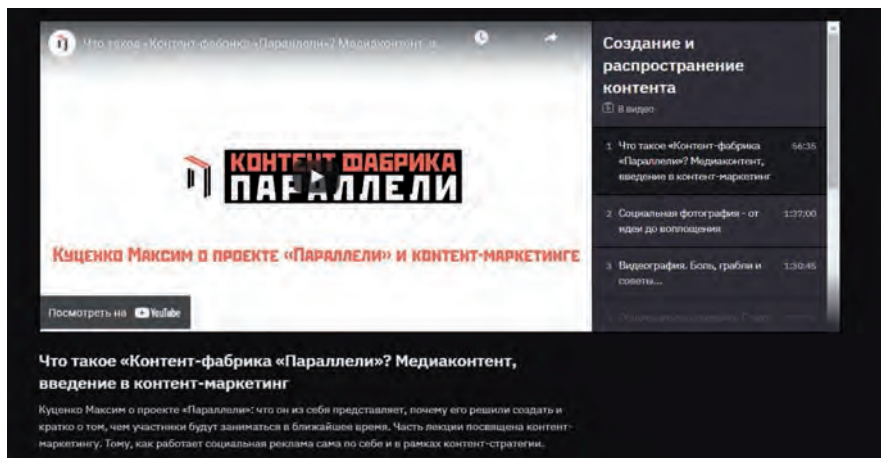 Что такое «Контент-фабрика «Параллели»? Медиаконтент, в...
КОНТЕНТ ФАБРИКА
ПАРАЛЛЕЛИ
Куценко Максим о проекте «Параллели» и контент-маркетинге
Посмотреть на YouTube
Создание и
распространение
контента
8 видео
1 Что такое «Контент-фабрика 56:35
«Параллели»? Медиаконтент,
введение в контент-маркетинг
2 Социальная фотография - от 1:37:00
идеи до воплощения
3 Видеография. Боль, грабли и 1:30:45
советы...
Что такое «Контент-фабрика «Параллели»? Медиаконтент,
введение в контент-маркетинг
Куценко Максим о проекте «Параллели»: что он из себя представляет, почему его решили создать и
кратко о том, чем участники будут заниматься в ближайшее время. Часть лекции посвящена контент-
маркетингу. Тому, как работает социальная реклама сама по себе и в рамках контент-стратегии.